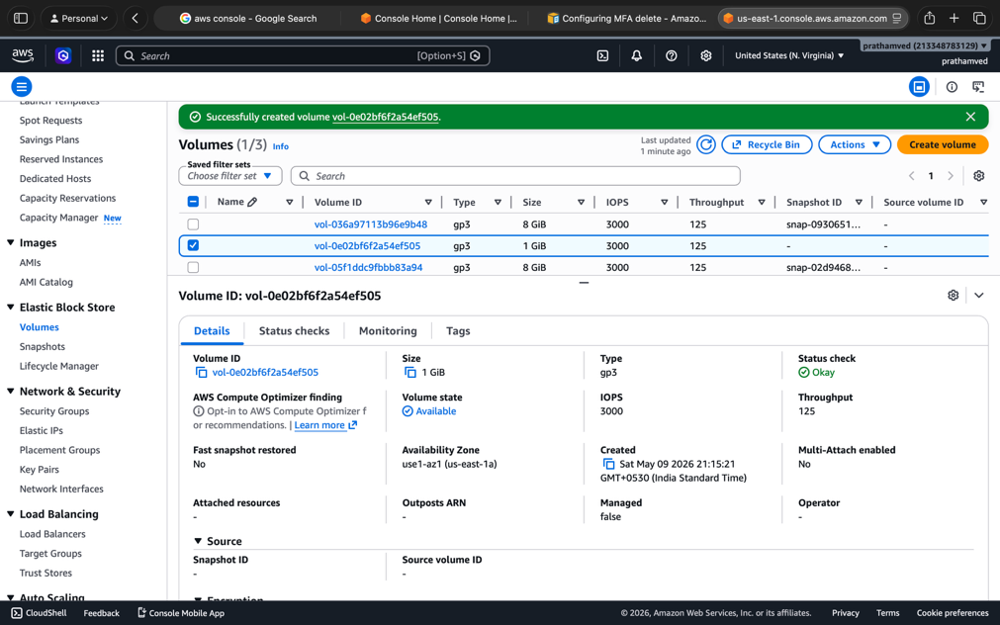 Personal
aws console - Google Search
Console Home | Console Home |...
Configuring MFA delete - Amazo...
us-east-1.console.aws.amazon.com
aws
Search
[Option+S]
United States (N. Virginia)
prathamved (213348783129)
prathamved
Launch Templates
Spot Requests
Savings Plans
Reserved Instances
Dedicated Hosts
Capacity Reservations
Capacity Manager New
Images
AMIs
AMI Catalog
Elastic Block Store
Volumes
Snapshots
Lifecycle Manager
Network & Security
Security Groups
Elastic IPs
Placement Groups
Key Pairs
Network Interfaces
Load Balancing
Load Balancers
Target Groups
Trust Stores
Auto Scaling
Successfully created volume vol-0e02bf6f2a54ef505.
Volumes (1/3) Info
Last updated
1 minute ago
Recycle Bin
Actions
Create volume
Saved filter sets
Choose filter set
Search
1
Name Volume ID Type Size IOPS Throughput Snapshot ID Source volume ID
vol-036a97113b96e9b48 gp3 8 GiB 3000 125 snap-0930651... -
vol-0e02bf6f2a54ef505 gp3 1 GiB 3000 125 - -
vol-05f1ddc9fbbb83a94 gp3 8 GiB 3000 125 snap-02d9468... -
Volume ID: vol-0e02bf6f2a54ef505
Details Status checks Monitoring Tags
Volume ID
vol-0e02bf6f2a54ef505
Size
1 GiB
Type
gp3
Status check
Okay
AWS Compute Optimizer finding
Opt-in to AWS Compute Optimizer f
or recommendations. | Learn more
Volume state
Available
IOPS
3000
Throughput
125
Fast snapshot restored
No
Availability Zone
use1-az1 (us-east-1a)
Created
Sat May 09 2026 21:15:21
GMT+0530 (India Standard Time)
Multi-Attach enabled
No
Attached resources
-
Outposts ARN
-
Managed
false
Operator
-
Source
Snapshot ID
-
Source volume ID
-
Encryption
CloudShell Feedback Console Mobile App
© 2026, Amazon Web Services, Inc. or its affiliates. Privacy Terms Cookie preferences